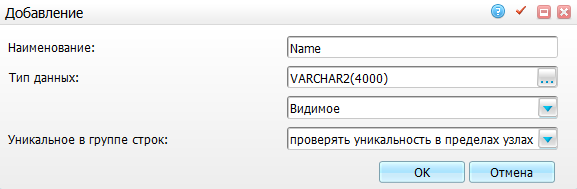 Добавление
Наименование: Name
Тип данных: VARCHAR2(4000) ...
Видимое
Уникальное в группе строк: проверять уникальность в пределах узлах
OK Отмена